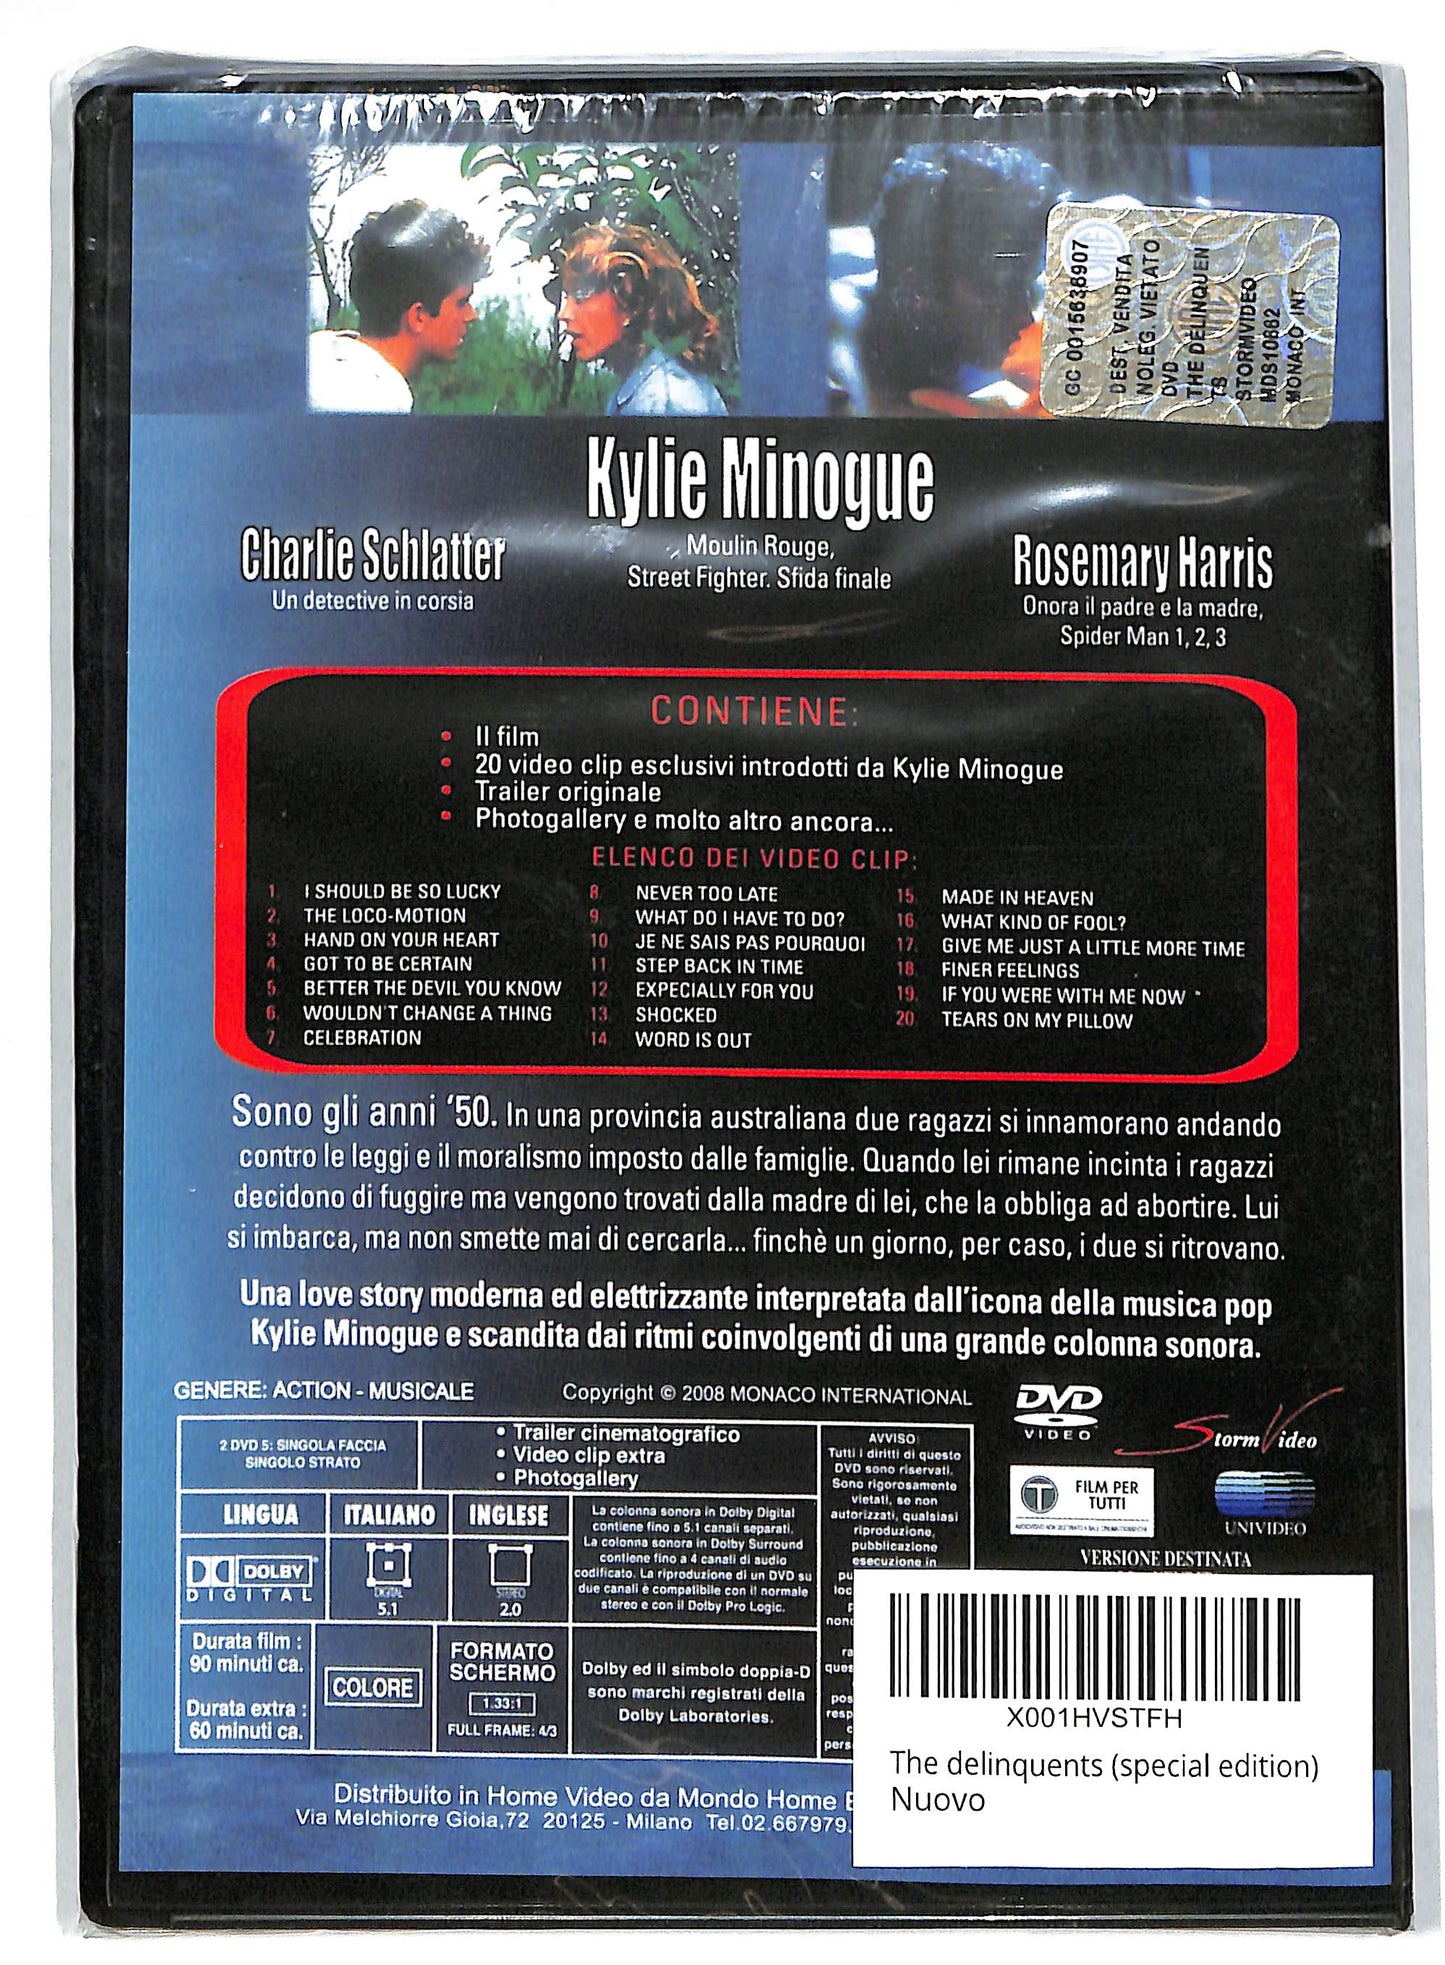 GC 0015638907
DEST. VENDITA
NOLEG. VIETATO
DVD
THE DELINQUEN
TS
STORMVIDEO
MDS10862
MONACO INT
Kylie Minogue
Moulin Rouge,
Street Fighter. Sfida finale
Charlie Schlatter
Un detective in corsia
Rosemary Harris
Onora il padre e la madre,
Spider Man 1, 2, 3
CONTIENE:
• Il film
• 20 video clip esclusivi introdotti da Kylie Minogue
• Trailer originale
• Photogallery e molto altro ancora...
ELENCO DEI VIDEO CLIP:
1. I SHOULD BE SO LUCKY
2. THE LOCO-MOTION
3. HAND ON YOUR HEART
4. GOT TO BE CERTAIN
5. BETTER THE DEVIL YOU KNOW
6. WOULDN'T CHANGE A THING
7. CELEBRATION
8. NEVER TOO LATE
9. WHAT DO I HAVE TO DO?
10 JE NE SAIS PAS POURQUOI
11 STEP BACK IN TIME
12 EXPECIALLY FOR YOU
13 SHOCKED
14 WORD IS OUT
15 MADE IN HEAVEN
16 WHAT KIND OF FOOL?
17 GIVE ME JUST A LITTLE MORE TIME
18 FINER FEELINGS
19 IF YOU WERE WITH ME NOW
20 TEARS ON MY PILLOW
Sono gli anni '50. In una provincia australiana due ragazzi si innamorano andando
contro le leggi e il moralismo imposto dalle famiglie. Quando lei rimane incinta i ragazzi
decidono di fuggire ma vengono trovati dalla madre di lei, che la obbliga ad abortire. Lui
si imbarca, ma non smette mai di cercarla... finchè un giorno, per caso, i due si ritrovano.
Una love story moderna ed elettrizzante interpretata dall'icona della musica pop
Kylie Minogue e scandita dai ritmi coinvolgenti di una grande colonna sonora.
GENERE: ACTION - MUSICALE
Copyright © 2008 MONACO INTERNATIONAL
2 DVD 5: SINGOLA FACCIA
SINGOLO STRATO
• Trailer cinematografico
• Video clip extra
• Photogallery
LINGUA
ITALIANO
INGLESE
DOLBY
DIGITAL
DIGITAL
5.1
STEREO
2.0
La colonna sonora in Dolby Digital
contiene fino a 5.1 canali separati.
La colonna sonora in Dolby Surround
contiene fino a 4 canali di audio
codificato. La riproduzione di un DVD su
due canali è compatibile con il normale
stereo e con il Dolby Pro Logic.
Durata film :
90 minuti ca.
Durata extra :
60 minuti ca.
COLORE
FORMATO
SCHERMO
1.33:1
FULL FRAME: 4/3
Dolby ed il simbolo doppia-D
sono marchi registrati della
Dolby Laboratories.
AVVISO
Tutti i diritti di questo
DVD sono riservati.
Sono rigorosamente
vietati, se non
autorizzati, qualsiasi
riproduzione,
pubblicazione
esecuzione in
DVD
VIDEO
StormVideo
T
FILM PER
TUTTI
UNIVIDEO
VERSIONE DESTINATA
Distribuito in Home Video da Mondo Home
Via Melchiorre Gioia,72 20125 - Milano Tel.02.667979.
X001HVSTFH
The delinquents (special edition)
Nuovo